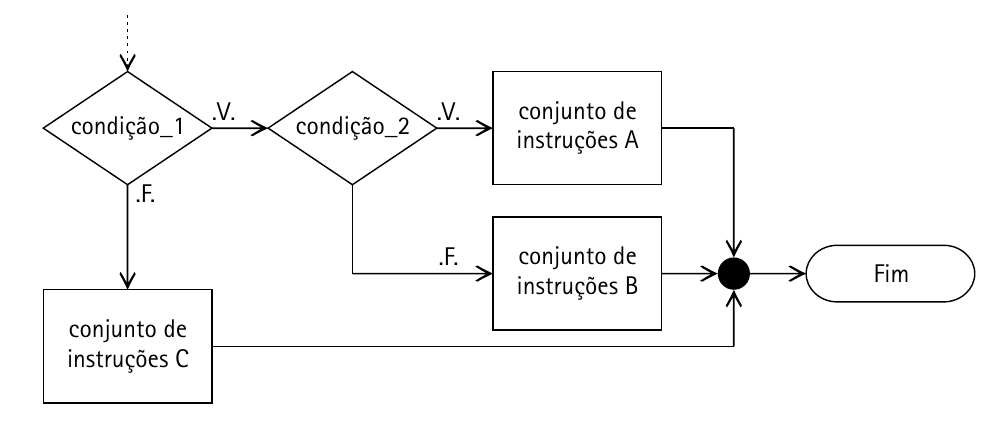 condição_1
.V.
condição_2
.V.
conjunto de
instruções A
.F.
.F.
conjunto de
instruções B
Fim
conjunto de
instruções C